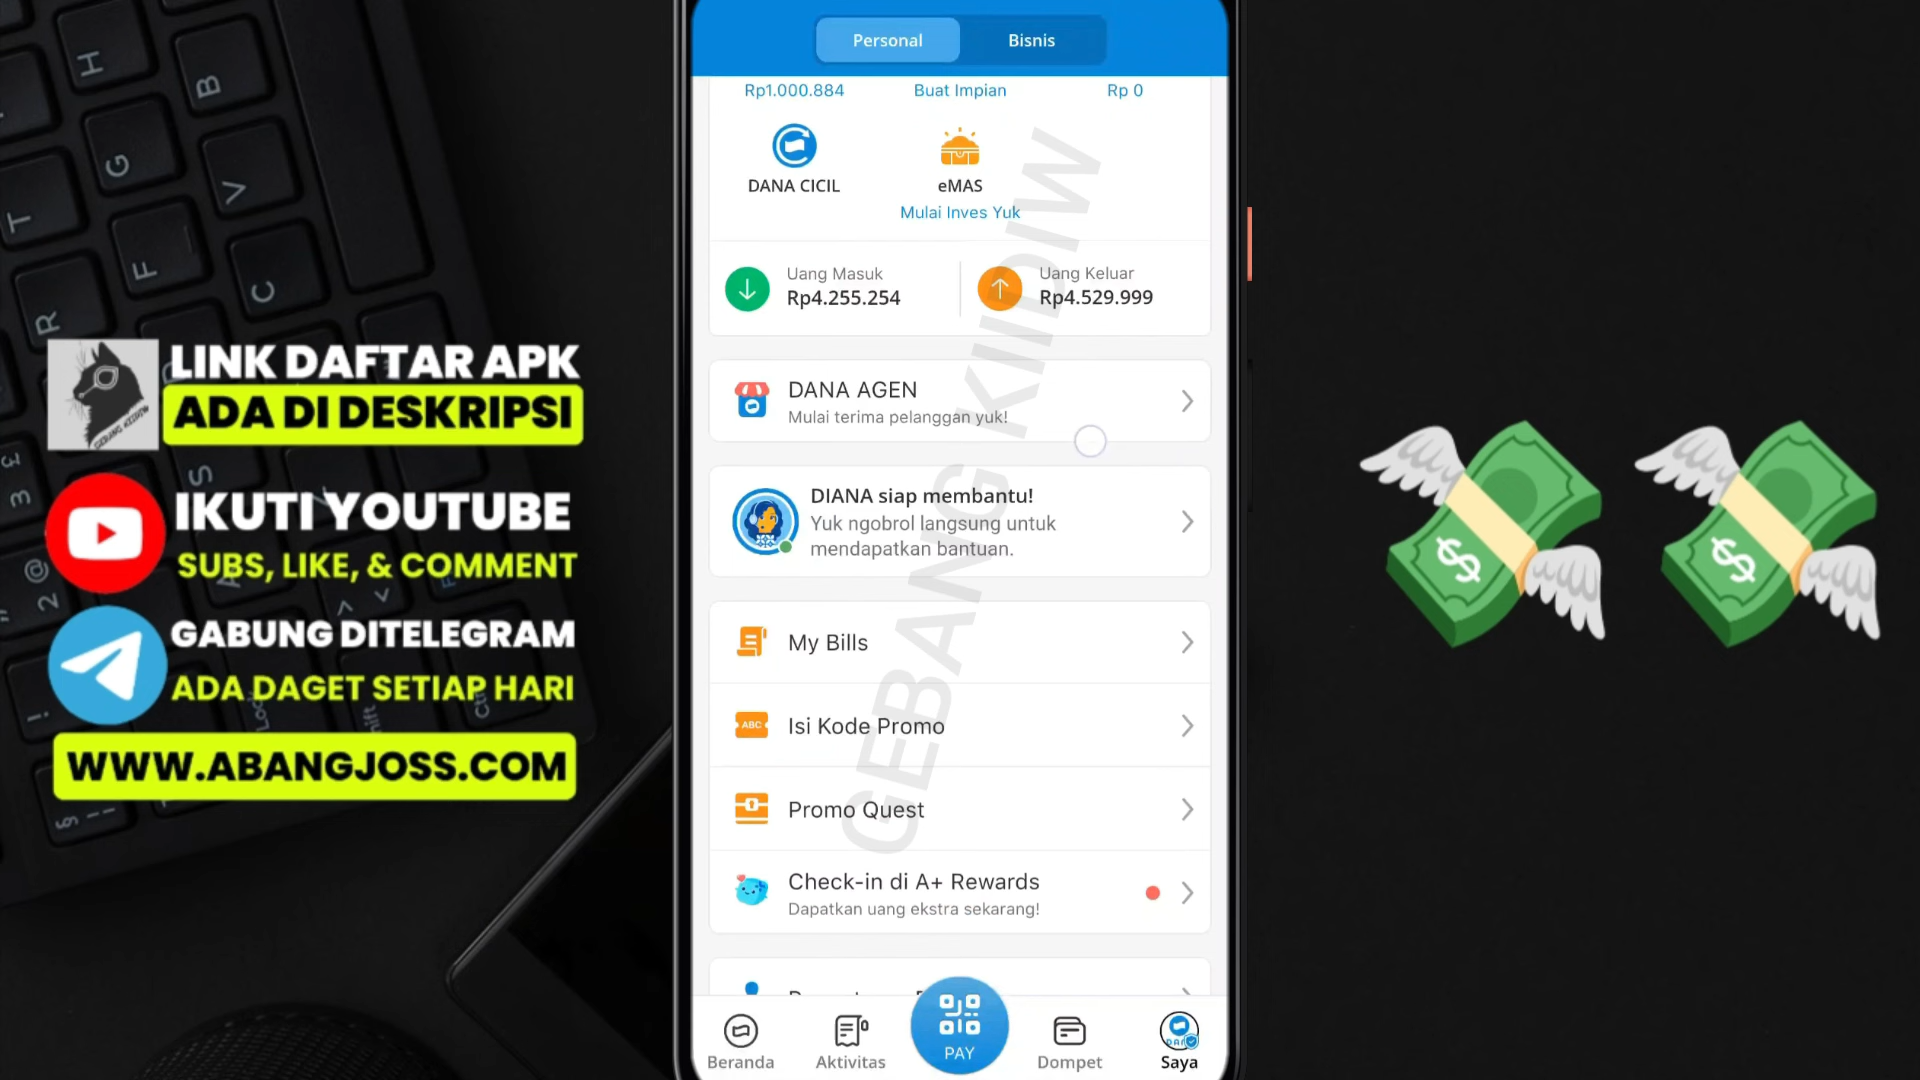 LINK DAFTAR APK
ADA DI DESKRIPSI
IKUTI YOUTUBE
SUBS, LIKE, & COMMENT
GABUNG DITELEGRAM
ADA DAGET SETIAP HARI
WWW.ABANGJOSS.COM
Personal
Bisnis
Rp1.000.884
Buat Impian
Rp 0
DANA CICIL
eMAS
Mulai Inves Yuk
Uang Masuk
Rp4.255.254
Uang Keluar
Rp4.529.999
DANA AGEN
Mulai terima pelanggan yuk!
DIANA siap membantu!
Yuk ngobrol langsung untuk
mendapatkan bantuan.
My Bills
ABC
Isi Kode Promo
Promo Quest
Check-in di A+ Rewards
Dapatkan uang ekstra sekarang!
Beranda
Aktivitas
PAY
Dompet
Saya
GEBANG KIIDIW